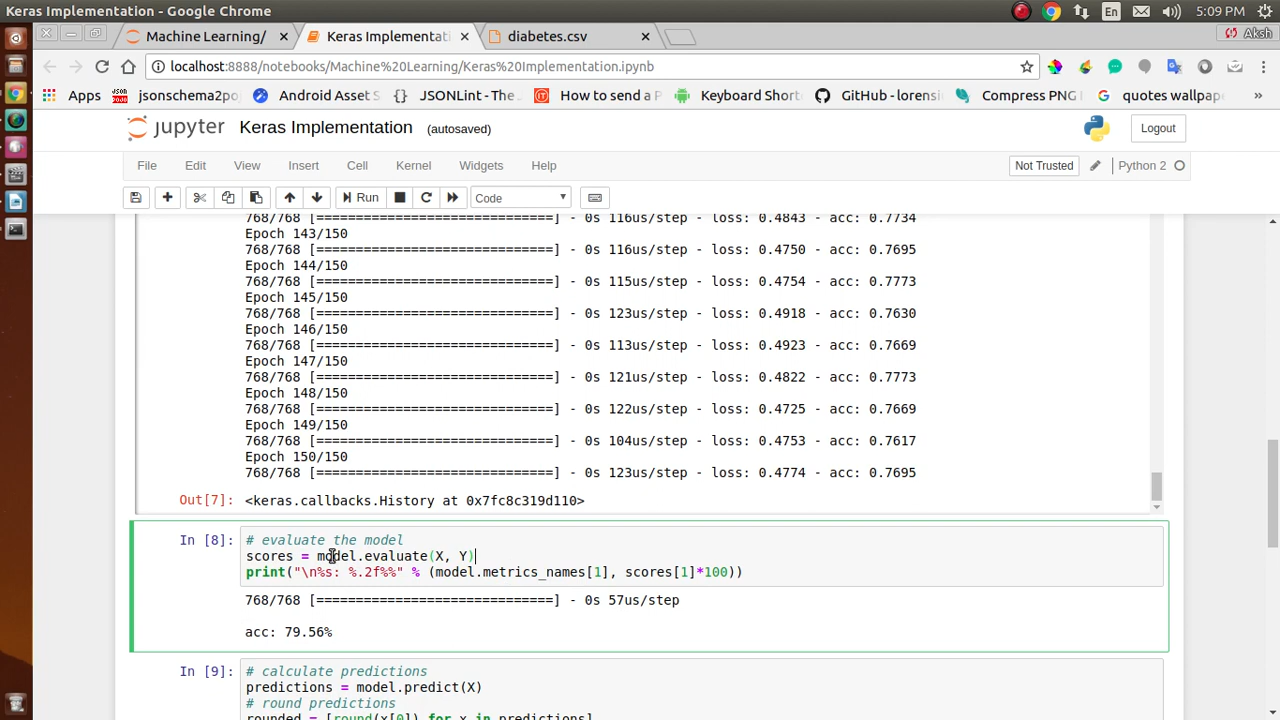 Keras Implementation - Google Chrome
En
5:09 PM
Machine Learning/
Keras Implementati
diabetes.csv
Aksh
localhost:8888/notebooks/Machine%20Learning/Keras%20Implementation.ipynb
Apps
jsonschema2po
Android Asset S
JSONLint - The
How to send a P
Keyboard Short
GitHub - lorensi
Compress PNG I
quotes wallpape
»
jupyter
Keras Implementation
(autosaved)
Logout
File
Edit
View
Insert
Cell
Kernel
Widgets
Help
Not Trusted
Python 2
Run
Code
768/768 [==============================] - 0s 116us/step - loss: 0.4843 - acc: 0.7734
Epoch 143/150
768/768 [==============================] - 0s 116us/step - loss: 0.4750 - acc: 0.7695
Epoch 144/150
768/768 [==============================] - 0s 115us/step - loss: 0.4754 - acc: 0.7773
Epoch 145/150
768/768 [==============================] - 0s 123us/step - loss: 0.4918 - acc: 0.7630
Epoch 146/150
768/768 [==============================] - 0s 113us/step - loss: 0.4923 - acc: 0.7669
Epoch 147/150
768/768 [==============================] - 0s 121us/step - loss: 0.4822 - acc: 0.7773
Epoch 148/150
768/768 [==============================] - 0s 122us/step - loss: 0.4725 - acc: 0.7669
Epoch 149/150
768/768 [==============================] - 0s 104us/step - loss: 0.4753 - acc: 0.7617
Epoch 150/150
768/768 [==============================] - 0s 123us/step - loss: 0.4774 - acc: 0.7695
Out[7]: <keras.callbacks.History at 0x7fc8c319d110>
In [8]: # evaluate the model
scores = model.evaluate(X, Y)
print("\n%s: %.2f%%" % (model.metrics_names[1], scores[1]*100))
768/768 [==============================] - 0s 57us/step
acc: 79.56%
In [9]: # calculate predictions
predictions = model.predict(X)
# round predictions
rounded = [round(x[0]) for x in predictions]